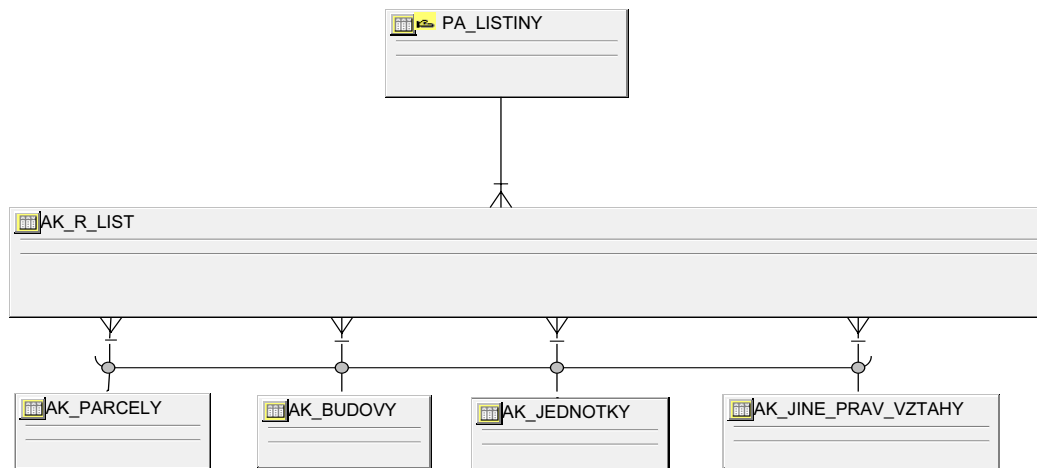 PA_LISTINY
AK_R_LIST
AK_PARCELY
AK_BUDOVY
AK_JEDNOTKY
AK_JINE_PRAV_VZTAHY